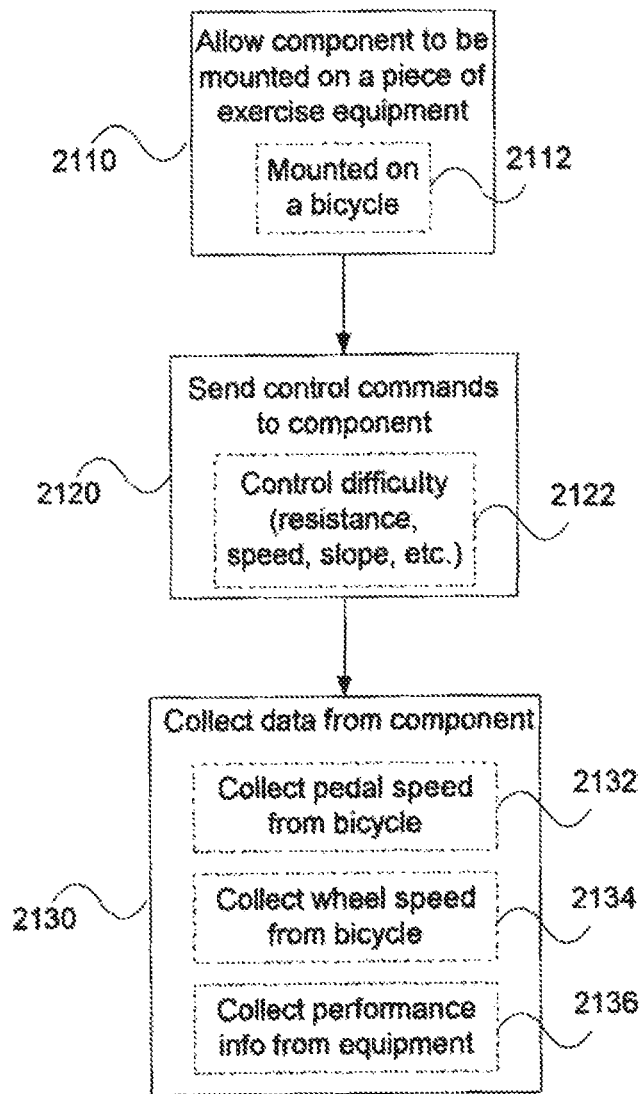 Allow component to be
mounted on a piece of
exercise equipment
2110
Mounted on
a bicycle
2112
Send control commands
to component
2120
Control difficulty
(resistance,
speed, slope, etc.)
2122
Collect data from component
2130
Collect pedal speed
from bicycle
2132
Collect wheel speed
from bicycle
2134
Collect performance
info from equipment
2136